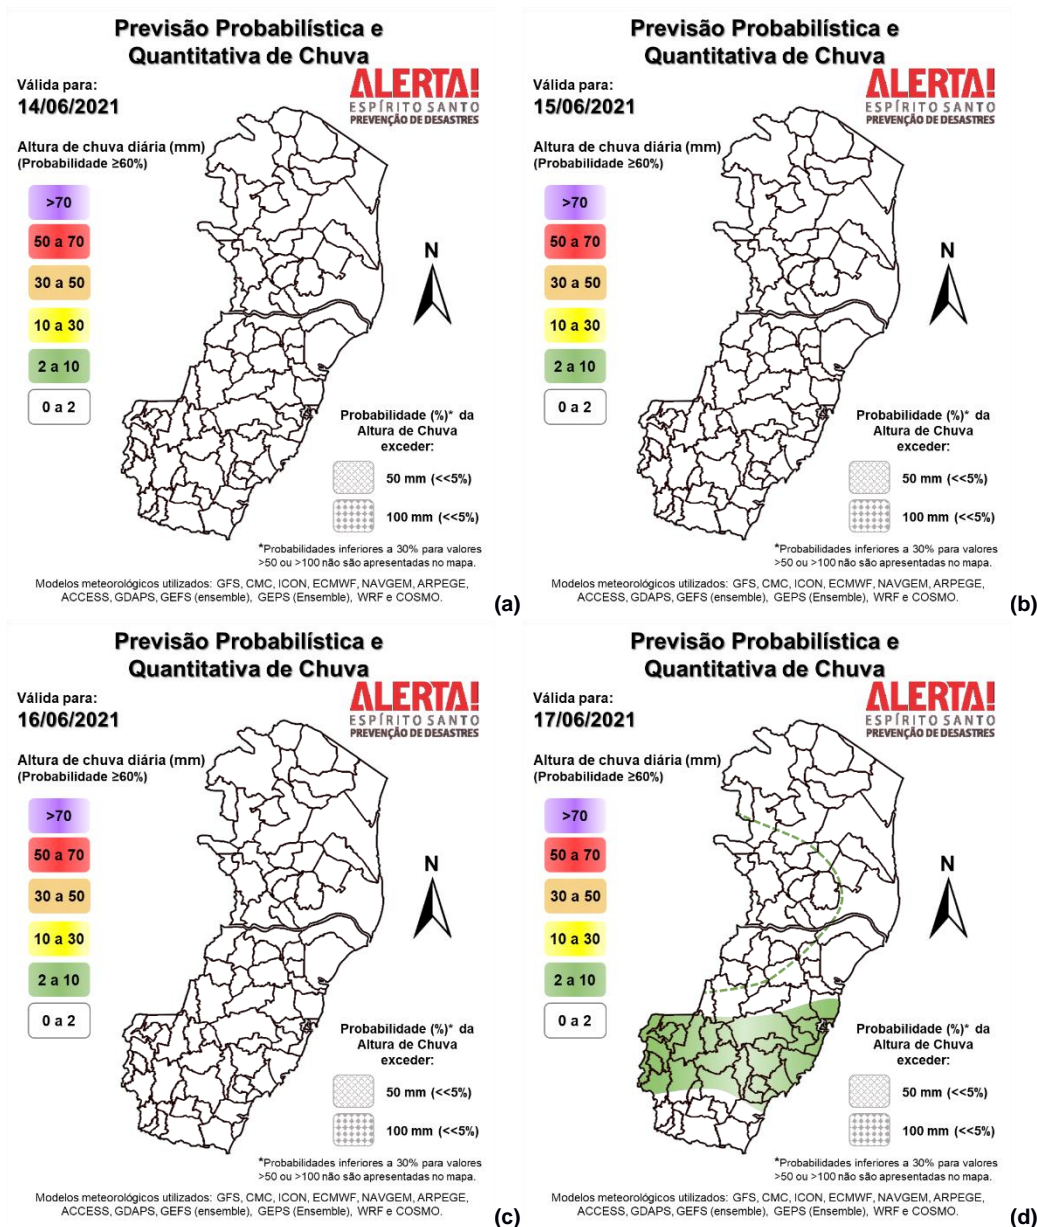 Previsão Probabilística e
Quantitativa de Chuva
Válida para:
14/06/2021
ALERTA!
ESPÍRITO SANTO
PREVENÇÃO DE DESASTRES
Altura de chuva diária (mm)
(Probabilidade ≥60%)
>70
50 a 70
30 a 50
10 a 30
2 a 10
0 a 2
N
Probabilidade (%)* da
Altura de Chuva
exceder:
50 mm (<<5%)
100 mm (<<5%)
*Probabilidades inferiores a 30% para valores
>50 ou >100 não são apresentadas no mapa.
Modelos meteorológicos utilizados: GFS, CMC, ICON, ECMWF, NAVGEM, ARPEGE,
ACCESS, GDAPS, GEFS (ensemble), GEPS (Ensemble), WRF e COSMO.
(a)
Previsão Probabilística e
Quantitativa de Chuva
Válida para:
15/06/2021
ALERTA!
ESPÍRITO SANTO
PREVENÇÃO DE DESASTRES
Altura de chuva diária (mm)
(Probabilidade ≥60%)
>70
50 a 70
30 a 50
10 a 30
2 a 10
0 a 2
N
Probabilidade (%)* da
Altura de Chuva
exceder:
50 mm (<<5%)
100 mm (<<5%)
*Probabilidades inferiores a 30% para valores
>50 ou >100 não são apresentadas no mapa.
Modelos meteorológicos utilizados: GFS, CMC, ICON, ECMWF, NAVGEM, ARPEGE,
ACCESS, GDAPS, GEFS (ensemble), GEPS (Ensemble), WRF e COSMO.
(b)
Previsão Probabilística e
Quantitativa de Chuva
Válida para:
16/06/2021
ALERTA!
ESPÍRITO SANTO
PREVENÇÃO DE DESASTRES
Altura de chuva diária (mm)
(Probabilidade ≥60%)
>70
50 a 70
30 a 50
10 a 30
2 a 10
0 a 2
N
Probabilidade (%)* da
Altura de Chuva
exceder:
50 mm (<<5%)
100 mm (<<5%)
*Probabilidades inferiores a 30% para valores
>50 ou >100 não são apresentadas no mapa.
Modelos meteorológicos utilizados: GFS, CMC, ICON, ECMWF, NAVGEM, ARPEGE,
ACCESS, GDAPS, GEFS (ensemble), GEPS (Ensemble), WRF e COSMO.
(c)
Previsão Probabilística e
Quantitativa de Chuva
Válida para:
17/06/2021
ALERTA!
ESPÍRITO SANTO
PREVENÇÃO DE DESASTRES
Altura de chuva diária (mm)
(Probabilidade ≥60%)
>70
50 a 70
30 a 50
10 a 30
2 a 10
0 a 2
N
Probabilidade (%)* da
Altura de Chuva
exceder:
50 mm (<<5%)
100 mm (<<5%)
*Probabilidades inferiores a 30% para valores
>50 ou >100 não são apresentadas no mapa.
Modelos meteorológicos utilizados: GFS, CMC, ICON, ECMWF, NAVGEM, ARPEGE,
ACCESS, GDAPS, GEFS (ensemble), GEPS (Ensemble), WRF e COSMO.
(d)